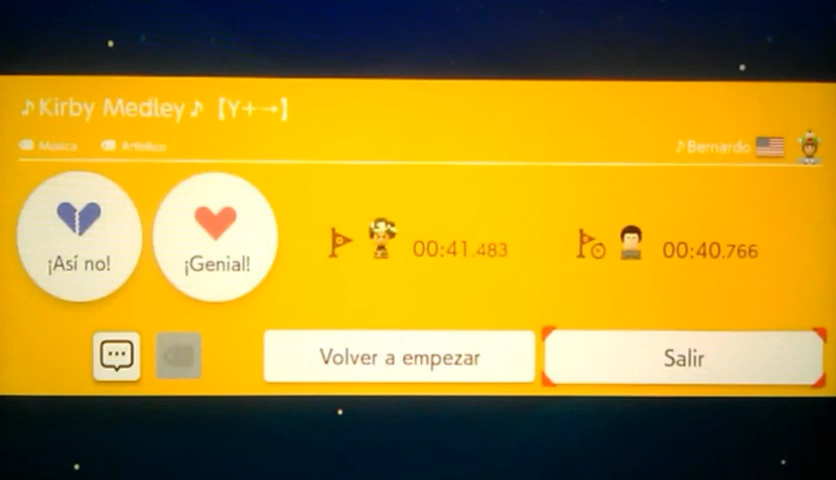 ♪Kirby Medley♪【Y+→】
Música Artístico ♪Bernardo
¡Así no! ¡Genial! 00:41.483 00:40.766
Volver a empezar Salir